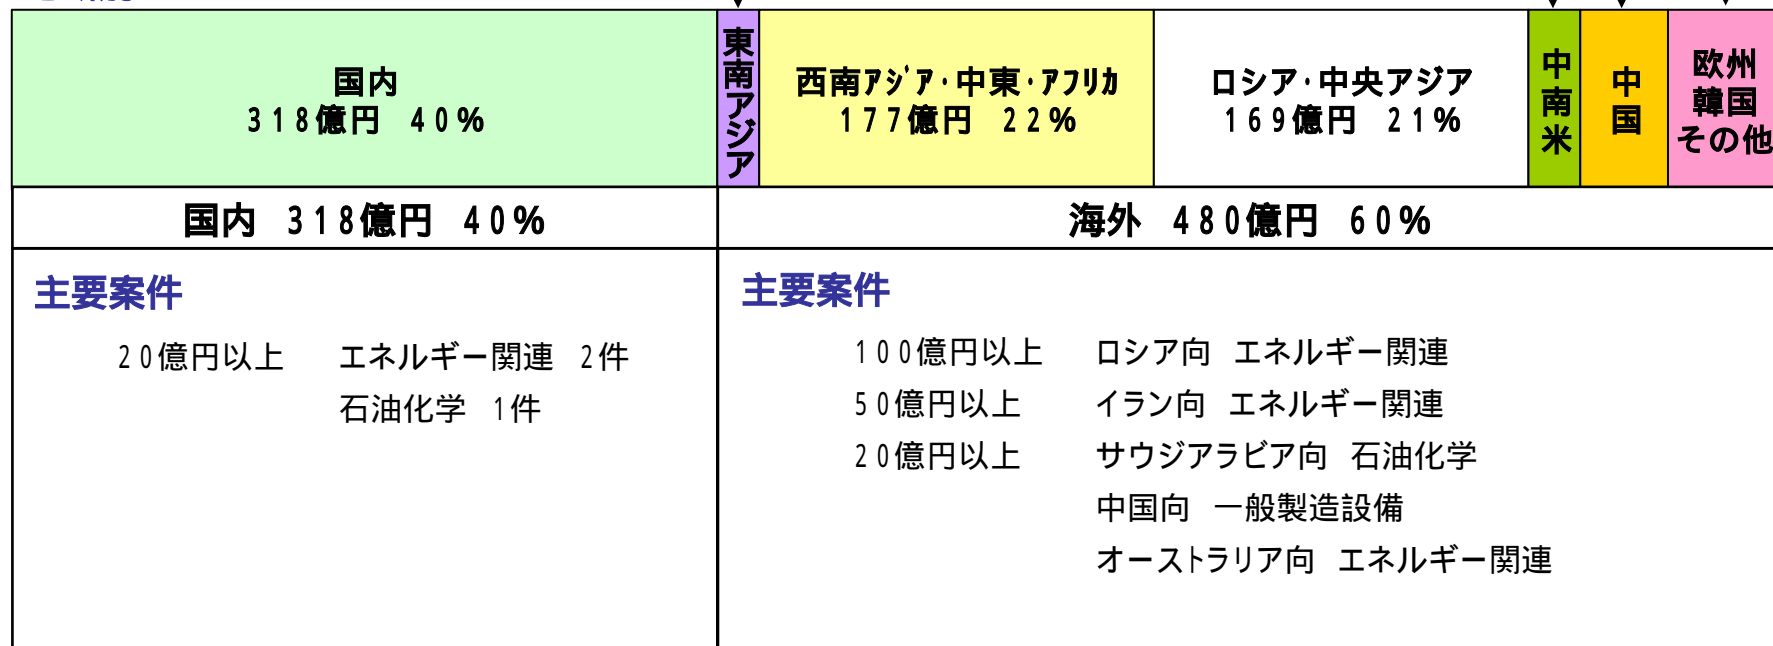 国内
318億円 40%
東南アジア
西南アジア・中東・アフリカ
177億円 22%
ロシア・中央アジア
169億円 21%
中南米
中国
欧州
韓国
その他
国内 318億円 40%
海外 480億円 60%
主要案件
20億円以上 エネルギー関連 2件
石油化学 1件
主要案件
100億円以上 ロシア向 エネルギー関連
50億円以上 イラン向 エネルギー関連
20億円以上 サウジアラビア向 石油化学
中国向 一般製造設備
オーストラリア向 エネルギー関連